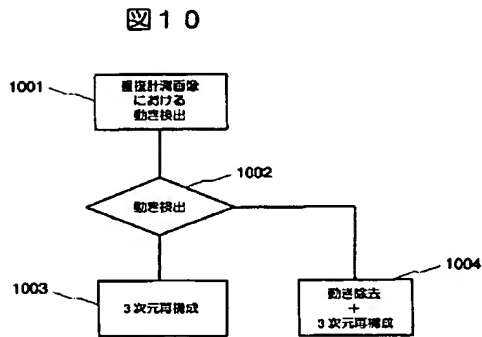 図10
1001
重複計測画像
における
動き検出
1002
動き検出
1003
3次元再構成
1004
動き除去
+
3次元再構成